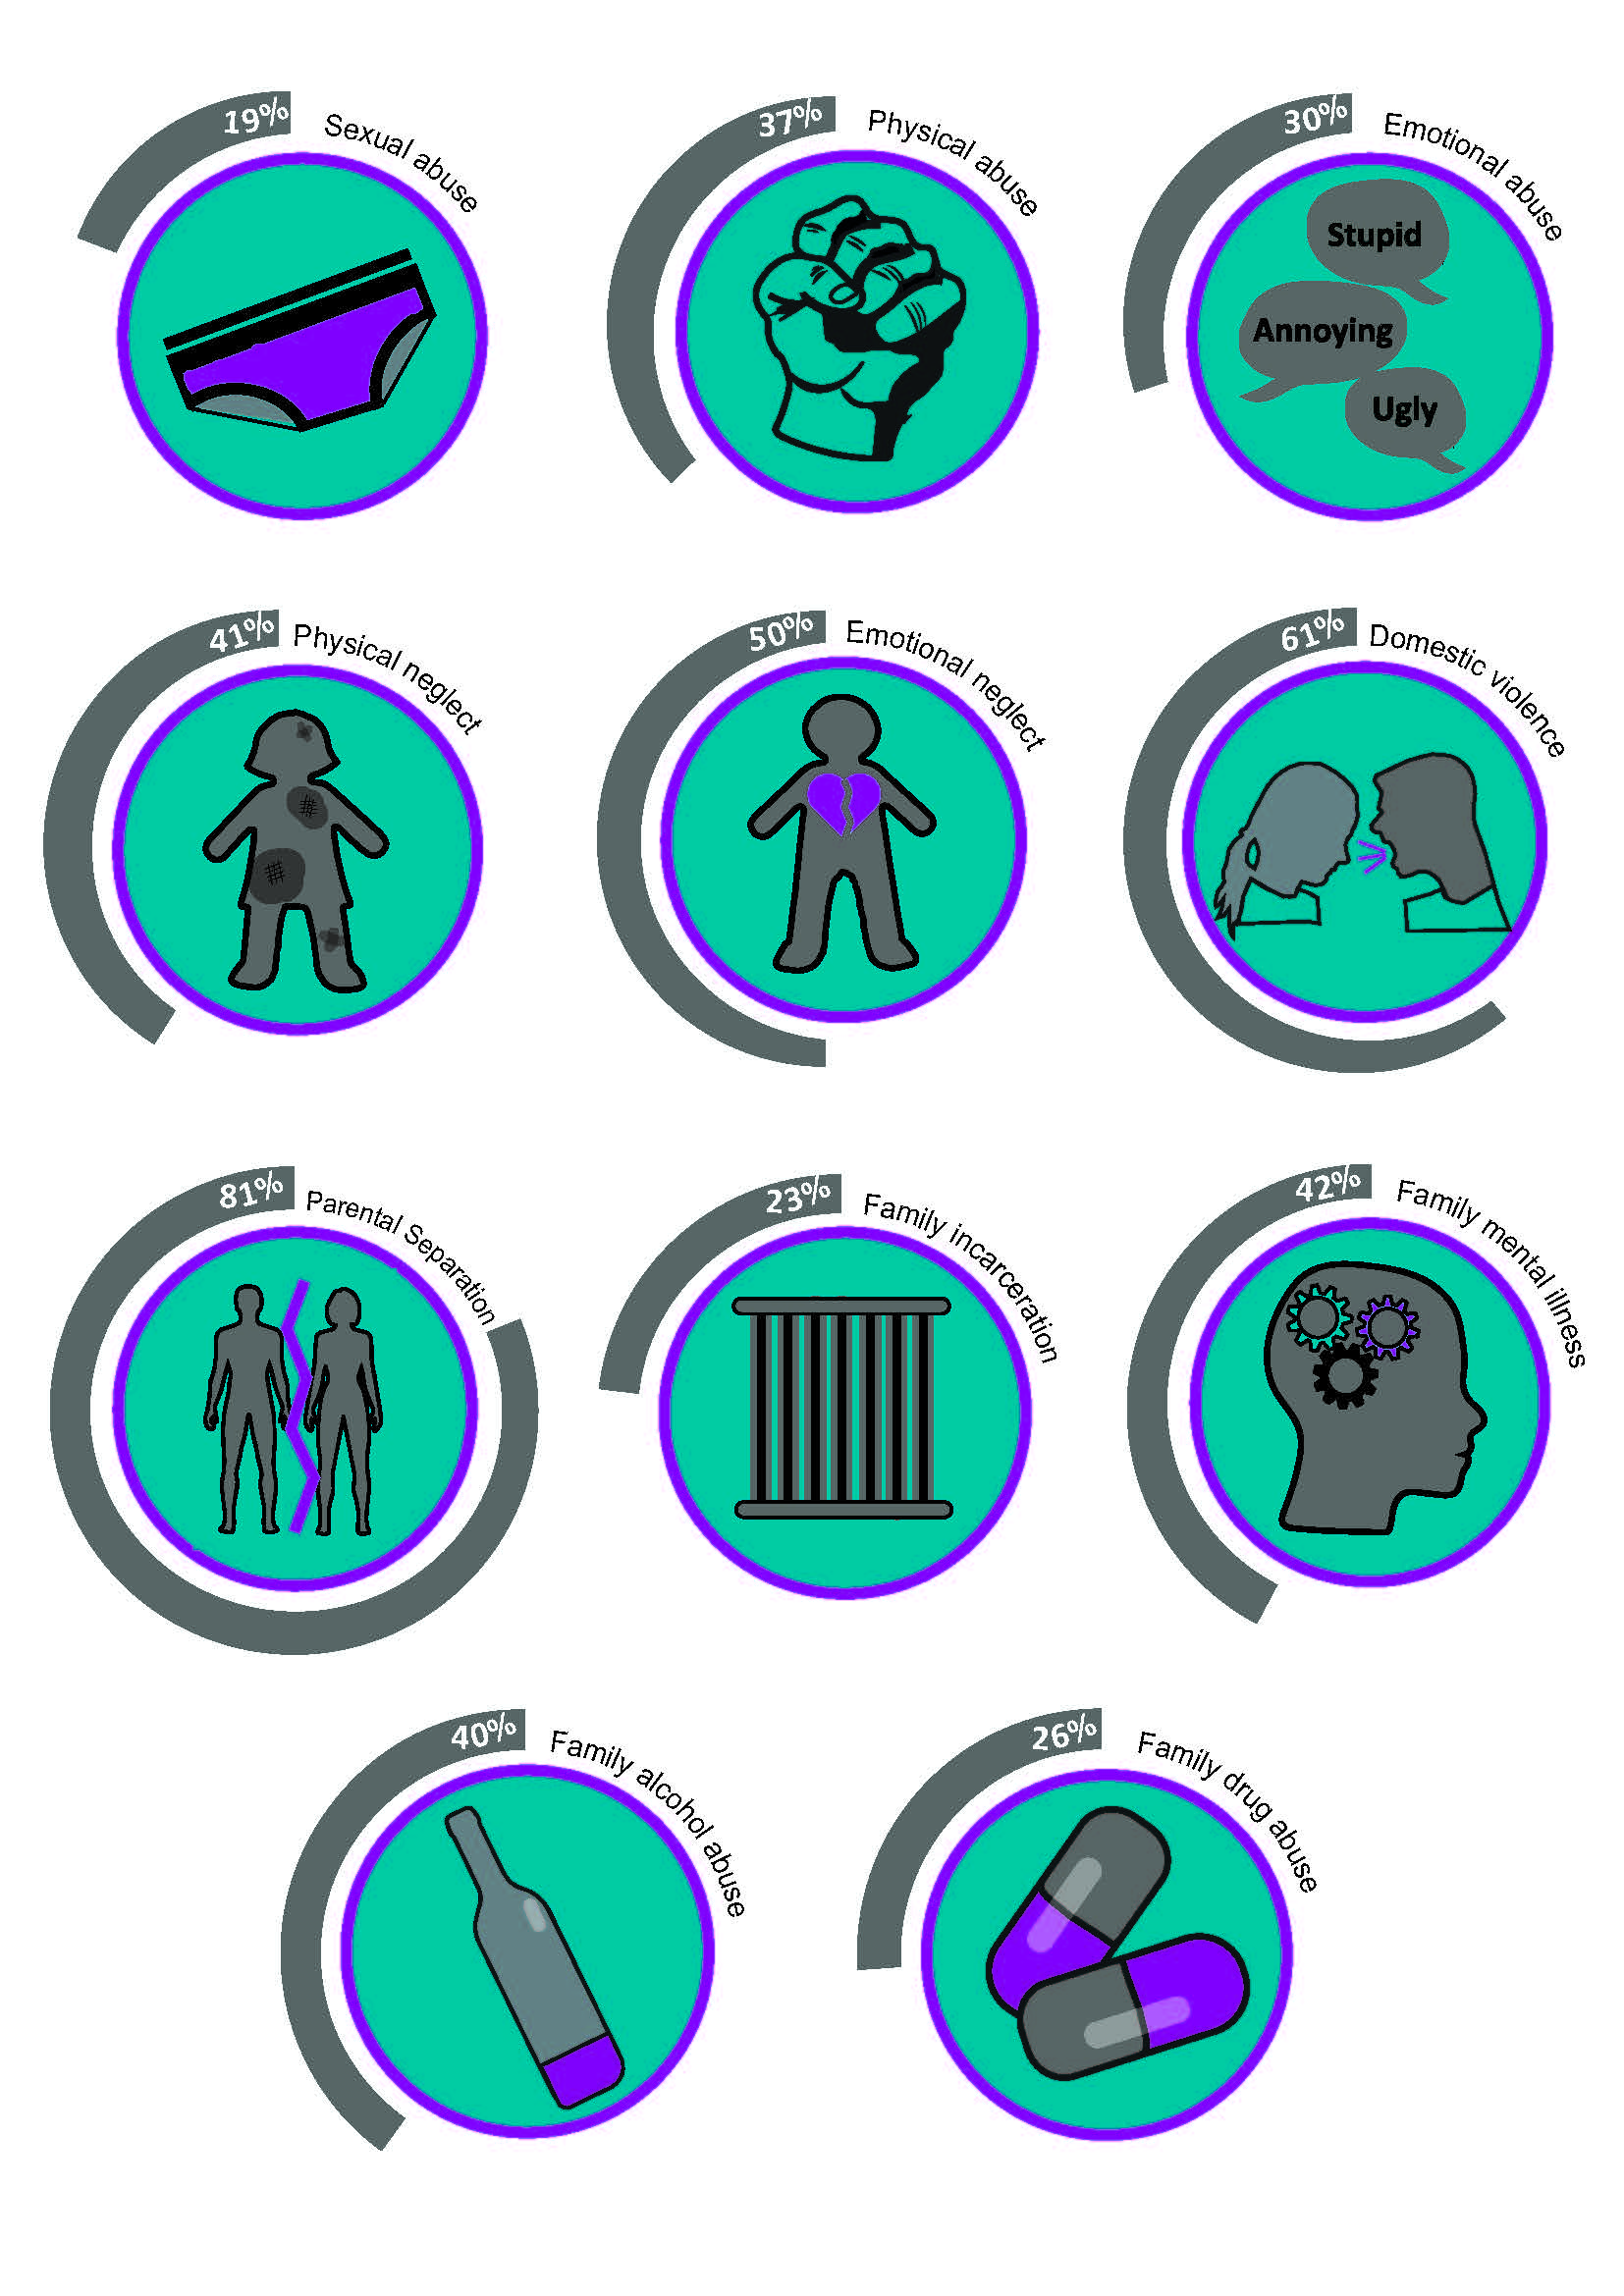 19%
Sexual abuse
37%
Physical abuse
30%
Emotional abuse
Stupid
Annoying
Ugly
41%
Physical neglect
50%
Emotional neglect
61%
Domestic violence
81%
Parental Separation
23%
Family incarceration
42%
Family mental illness
40%
Family alcohol abuse
26%
Family drug abuse